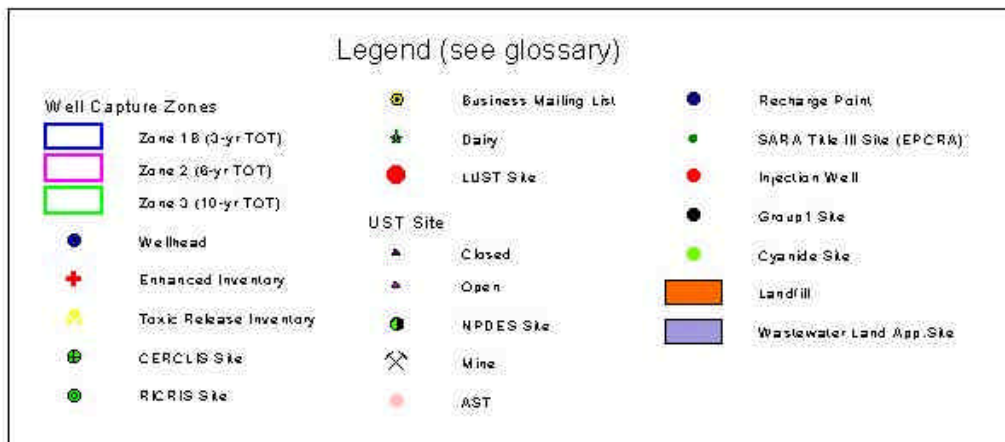 Legend (see glossary)
Well Capture Zones
Zone 1B (3-yr TOT)
Zone 2 (6-yr TOT)
Zone 3 (10-yr TOT)
Wellhead
Enhanced Inventory
Toxic Release Inventory
CERCLIS Site
RICRIS Site
Business Mailing List
Dairy
LUST Site
UST Site
Closed
Open
NPDES Site
Mine
AST
Recharge Point
SARA Title III Site (EPCRA)
Injection Well
Group1 Site
Cyanide Site
Landfill
Wastewater Land App.Site